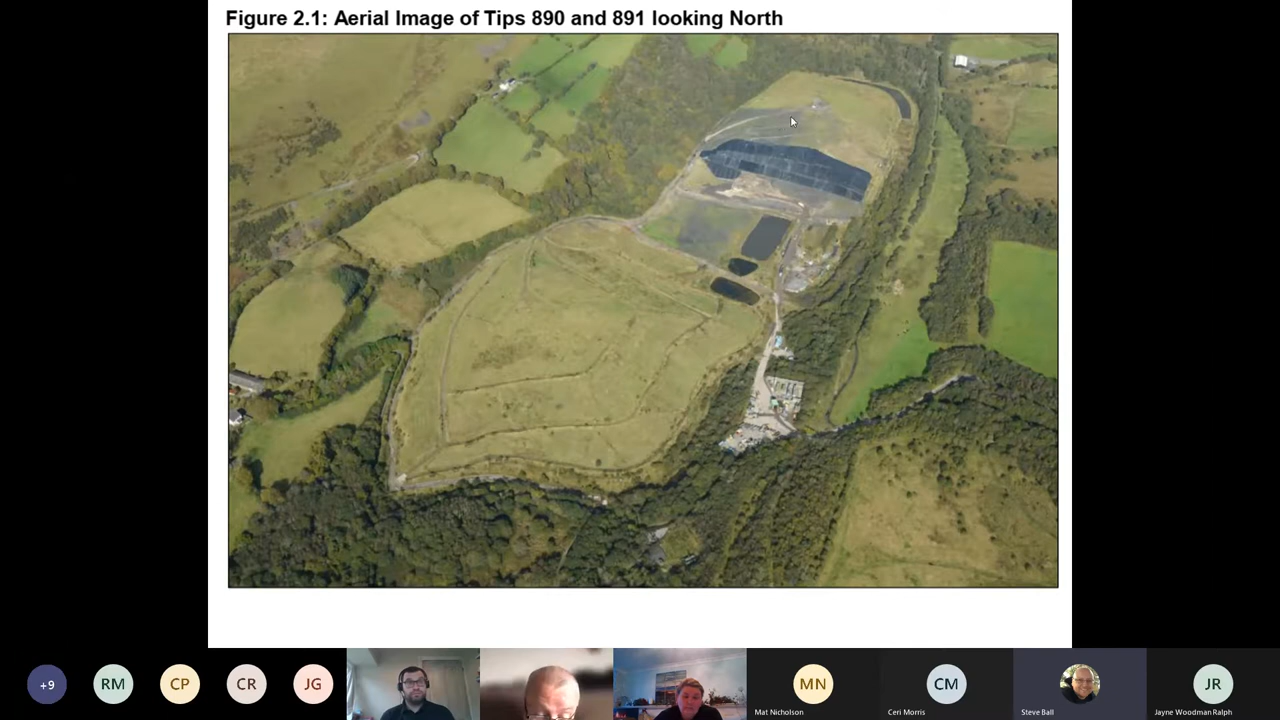 Figure 2.1: Aerial Image of Tips 890 and 891 looking North
+9
RM
CP
CR
JG
MN
CM
JR
Mat Nicholson
Ceri Morris
Steve Ball
Jayne Woodman Ralph